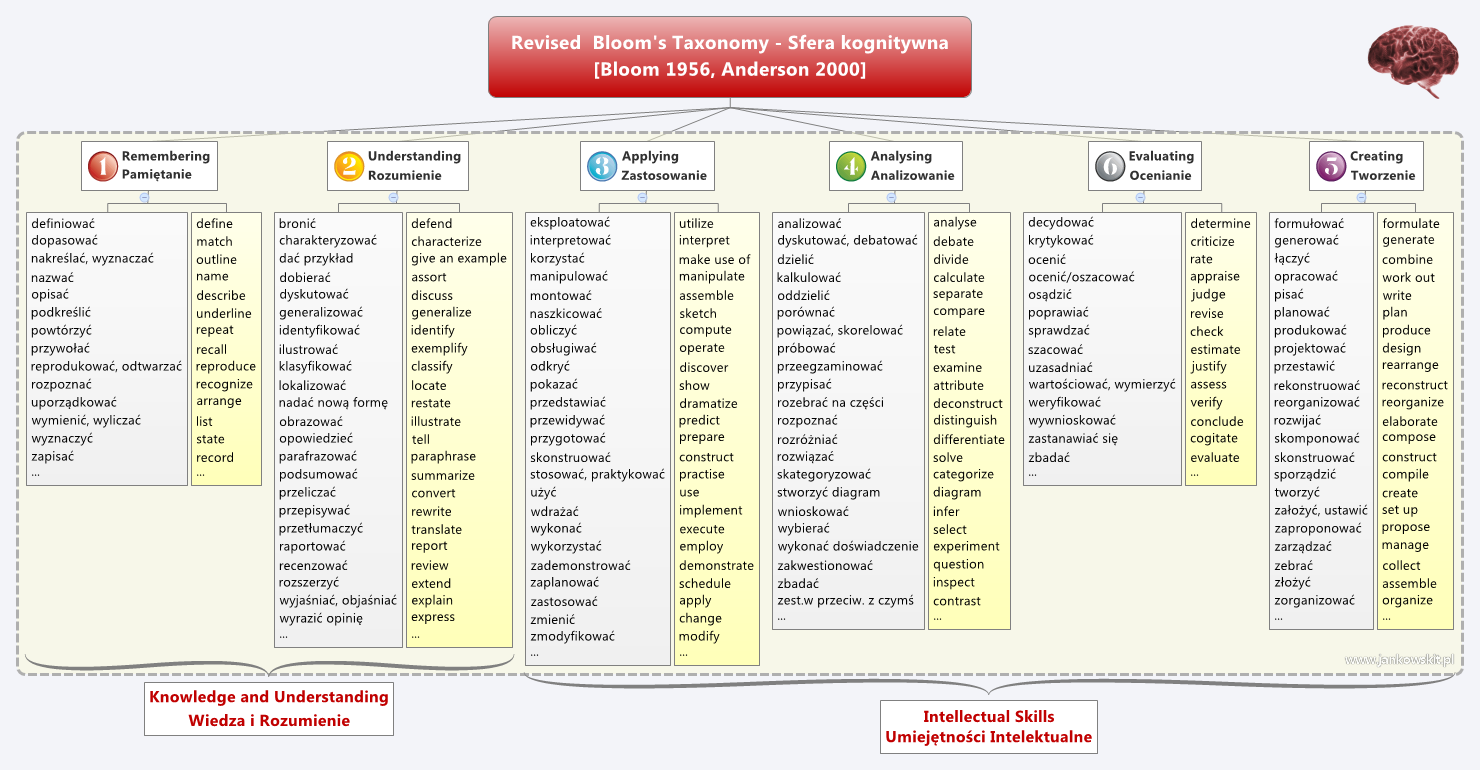 Revised Bloom's Taxonomy - Sfera kognitywna
[Bloom 1956, Anderson 2000]
1
Remembering
Pamiętanie
definiować
dopasować
nakreślać, wyznaczać
nazwać
opisać
podkreślić
powtórzyć
przywołać
reprodukować, odtwarzać
rozpoznać
uporządkować
wymienić, wyliczać
wyznaczyć
zapisać
...
define
match
outline
name
describe
underline
repeat
recall
reproduce
recognize
arrange
list
state
record
...
2
Understanding
Rozumienie
bronić
charakteryzować
dać przykład
dobierać
dyskutować
generalizować
identyfikować
ilustrować
klasyfikować
lokalizować
nadać nową formę
obrazować
opowiedzieć
parafrazować
podsumować
przeliczać
przepisywać
przetłumaczyć
raportować
recenzować
rozszerzyć
wyjaśniać, objaśniać
wyrazić opinię
...
defend
characterize
give an example
assort
discuss
generalize
identify
exemplify
classify
locate
restate
illustrate
tell
paraphrase
summarize
convert
rewrite
translate
report
review
extend
explain
express
...
3
Applying
Zastosowanie
eksploatować
interpretować
korzystać
manipulować
montować
naszkicować
obliczyć
obsługiwać
odkryć
pokazać
przedstawiać
przewidywać
przygotować
skonstruować
stosować, praktykować
użyć
wdrażać
wykonać
wykorzystać
zademonstrować
zaplanować
zastosować
zmienić
zmodyfikować
...
utilize
interpret
make use of
manipulate
assemble
sketch
compute
operate
discover
show
dramatize
predict
prepare
construct
practise
use
implement
execute
employ
demonstrate
schedule
apply
change
modify
...
4
Analysing
Analizowanie
analizować
dyskutować, debatować
dzielić
kalkulować
oddzielić
porównać
powiązać, skorelować
próbować
przeegzaminować
przypisać
rozebrać na części
rozpoznać
rozróżniać
rozwiązać
skategoryzować
stworzyć diagram
wnioskować
wybierać
wykonać doświadczenie
zakwestionować
zbadać
zest.w przeciw. z czymś
...
analyse
debate
divide
calculate
separate
compare
relate
test
examine
attribute
deconstruct
distinguish
differentiate
solve
categorize
diagram
infer
select
experiment
question
inspect
contrast
...
6
Evaluating
Ocenianie
decydować
krytykować
ocenić
ocenić/oszacować
osądzić
poprawiać
sprawdzać
szacować
uzasadniać
wartościować, wymierzyć
weryfikować
wywnioskować
zastanawiać się
zbadać
...
determine
criticize
rate
appraise
judge
revise
check
estimate
justify
assess
verify
conclude
cogitate
evaluate
...
5
Creating
Tworzenie
formułować
generować
łączyć
opracować
pisać
planować
produkować
projektować
przestawić
rekonstruować
reorganizować
rozwijać
skomponować
skonstruować
sporządzić
tworzyć
założyć, ustawić
zaproponować
zarządzać
zebrać
złożyć
zorganizować
...
formulate
generate
combine
work out
write
plan
produce
design
rearrange
reconstruct
reorganize
elaborate
compose
construct
compile
create
set up
propose
manage
collect
assemble
organize
...
www.jankowskit.pl
Knowledge and Understanding
Wiedza i Rozumienie
Intellectual Skills
Umiejętności Intelektualne